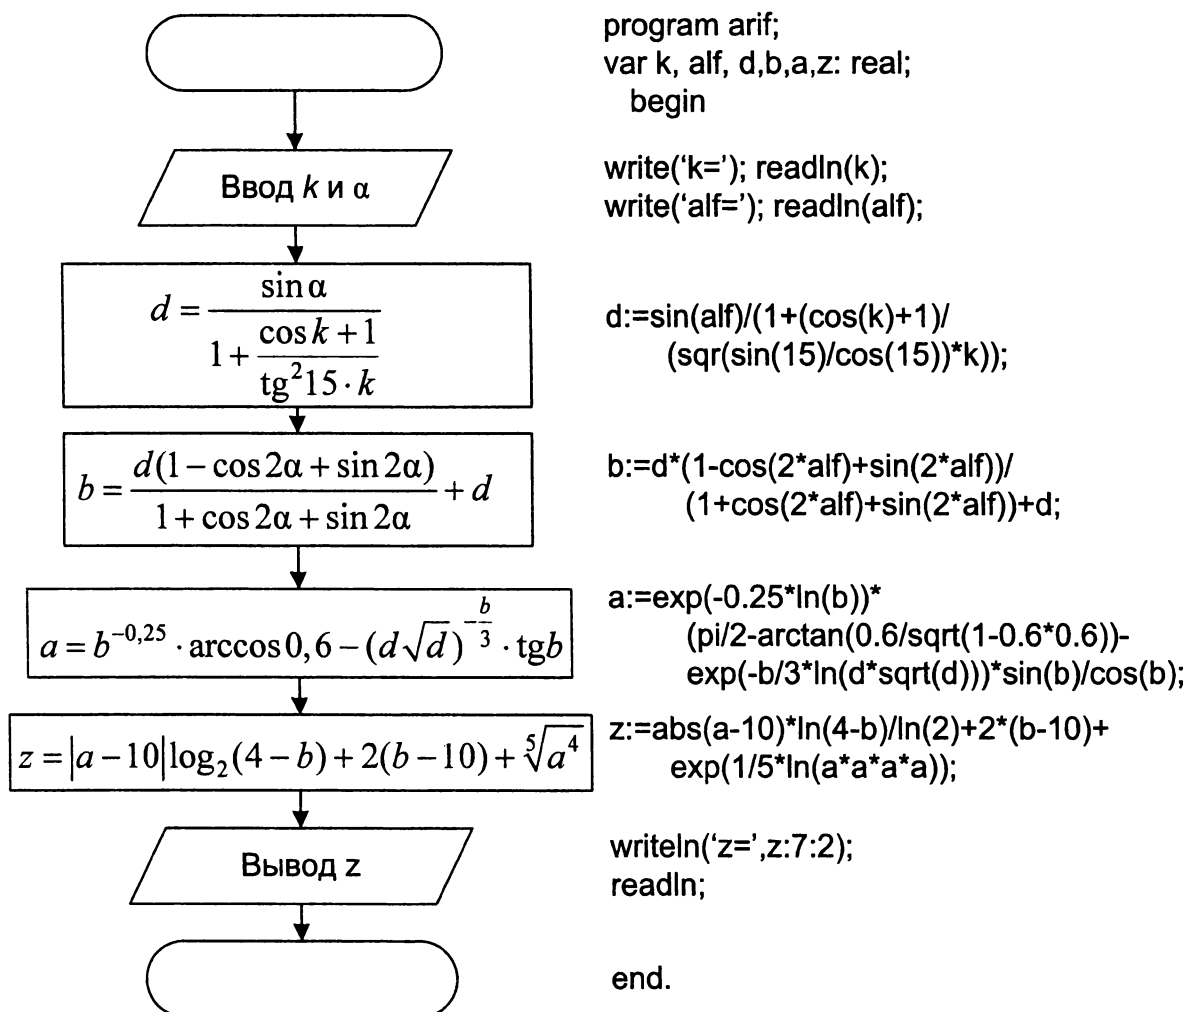 program arif;
var k, alf, d,b,a,z: real;
begin
Ввод k и α
write(‘k=’); readln(k);
write(‘alf=’); readln(alf);
d = sin α / (1 + (cos k + 1) / (tg²15 · k))
d:=sin(alf)/(1+(cos(k)+1)/
(sqr(sin(15)/cos(15))*k));
b = d(1 − cos 2α + sin 2α) / (1 + cos 2α + sin 2α) + d
b:=d*(1-cos(2*alf)+sin(2*alf))/
(1+cos(2*alf)+sin(2*alf))+d;
a = b^(−0,25) · arccos 0,6 − (d√d)^(−b/3) · tgb
a:=exp(-0.25*ln(b))*
(pi/2-arctan(0.6/sqrt(1-0.6*0.6))-
exp(-b/3*ln(d*sqrt(d)))*sin(b)/cos(b);
z = |a − 10| log₂(4 − b) + 2(b − 10) + ⁵√a⁴
z:=abs(a-10)*ln(4-b)/ln(2)+2*(b-10)+
exp(1/5*ln(a*a*a*a));
Вывод z
writeln(‘z=’,z:7:2);
readln;
end.